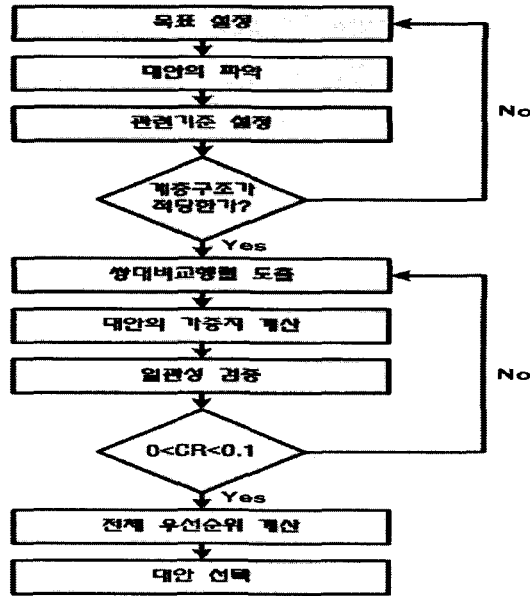 목표 설정
대안의 파악
관련기준 설정
No
계층구조가
적당한가?
Yes
쌍대비교행렬 도출
대안의 가중치 계산
일관성 검증
No
0<CR<0.1
Yes
전체 우선순위 계산
대안 선택